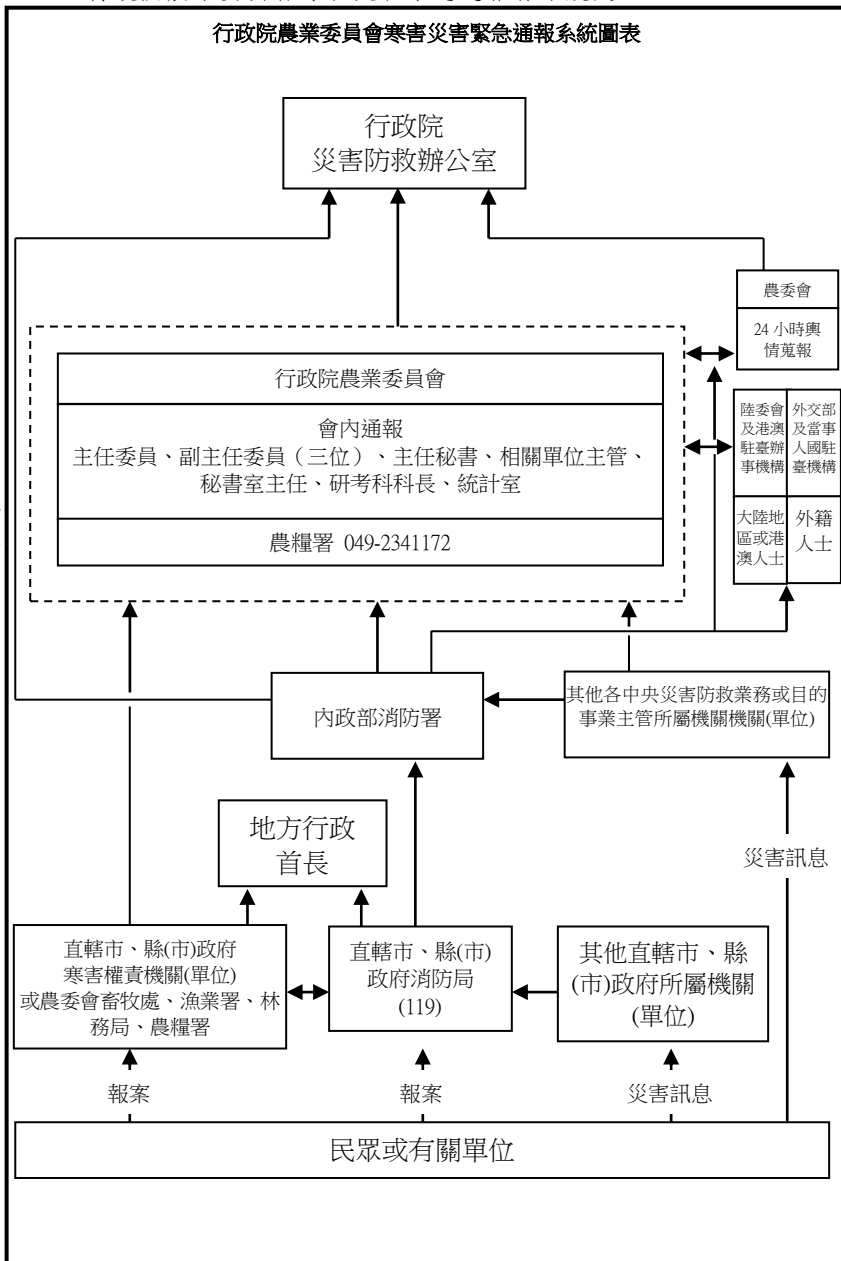 行政院農業委員會寒害災害緊急通報系統圖表
行政院
災害防救辦公室
農委會
24 小時輿
情蒐報
行政院農業委員會
會內通報
主任委員、副主任委員（三位）、主任秘書、相關單位主管、
秘書室主任、研考科科長、統計室
農糧署 049-2341172
陸委會
及港澳
駐臺辦
事機構
外交部
及當事
人國駐
臺機構
大陸地
區或港
澳人士
外籍
人士
內政部消防署
其他各中央災害防救業務或目的
事業主管所屬機關機關(單位)
地方行政
首長
災害訊息
直轄市、縣(市)政府
寒害權責機關(單位)
或農委會畜牧處、漁業署、林
務局、農糧署
直轄市、縣(市)
政府消防局
(119)
其他直轄市、縣
(市)政府所屬機關
(單位)
報案
報案
災害訊息
民眾或有關單位